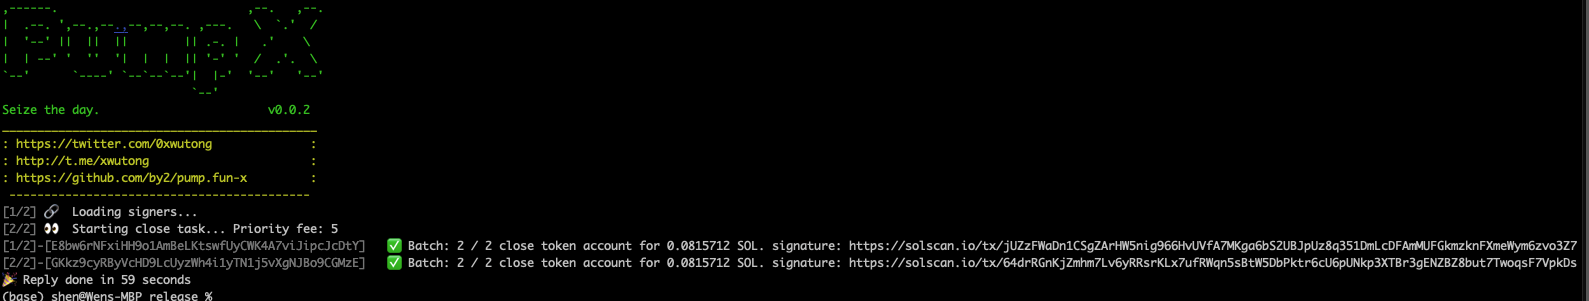 PumpX
Seize the day. v0.0.2
: https://twitter.com/0xwutong :
: http://t.me/xwutong :
: https://github.com/by2/pump.fun-x :
[1/2] 🔗 Loading signers...
[2/2] 👀 Starting close task... Priority fee: 5
[1/2]-[E8bw6rNFxiHH9o1AmBeLKtswfUyCWK4A7viJipcJcDtY] ✅ Batch: 2 / 2 close token account for 0.0815712 SOL. signature: https://solscan.io/tx/jUZzFWaDn1CSgZArHW5nig966HvUVfA7MKga6bS2UBJpUz8q351DmLcDFAmMUFGkmzknFXmeWym6zvo3Z7
[2/2]-[GKkz9cyRByVcHD9LcUyzWh4i1yTN1j5vXgNJBo9CGMzE] ✅ Batch: 2 / 2 close token account for 0.0815712 SOL. signature: https://solscan.io/tx/64drRGnKjZmhm7Lv6yRRsrKLx7ufRWqn5sBtW5DbPktr6cU6pUNkp3XTBr3gENZBZ8but7TwoqsF7VpkDs
🎉 Reply done in 59 seconds
(base) shen@Wens-MBP release %